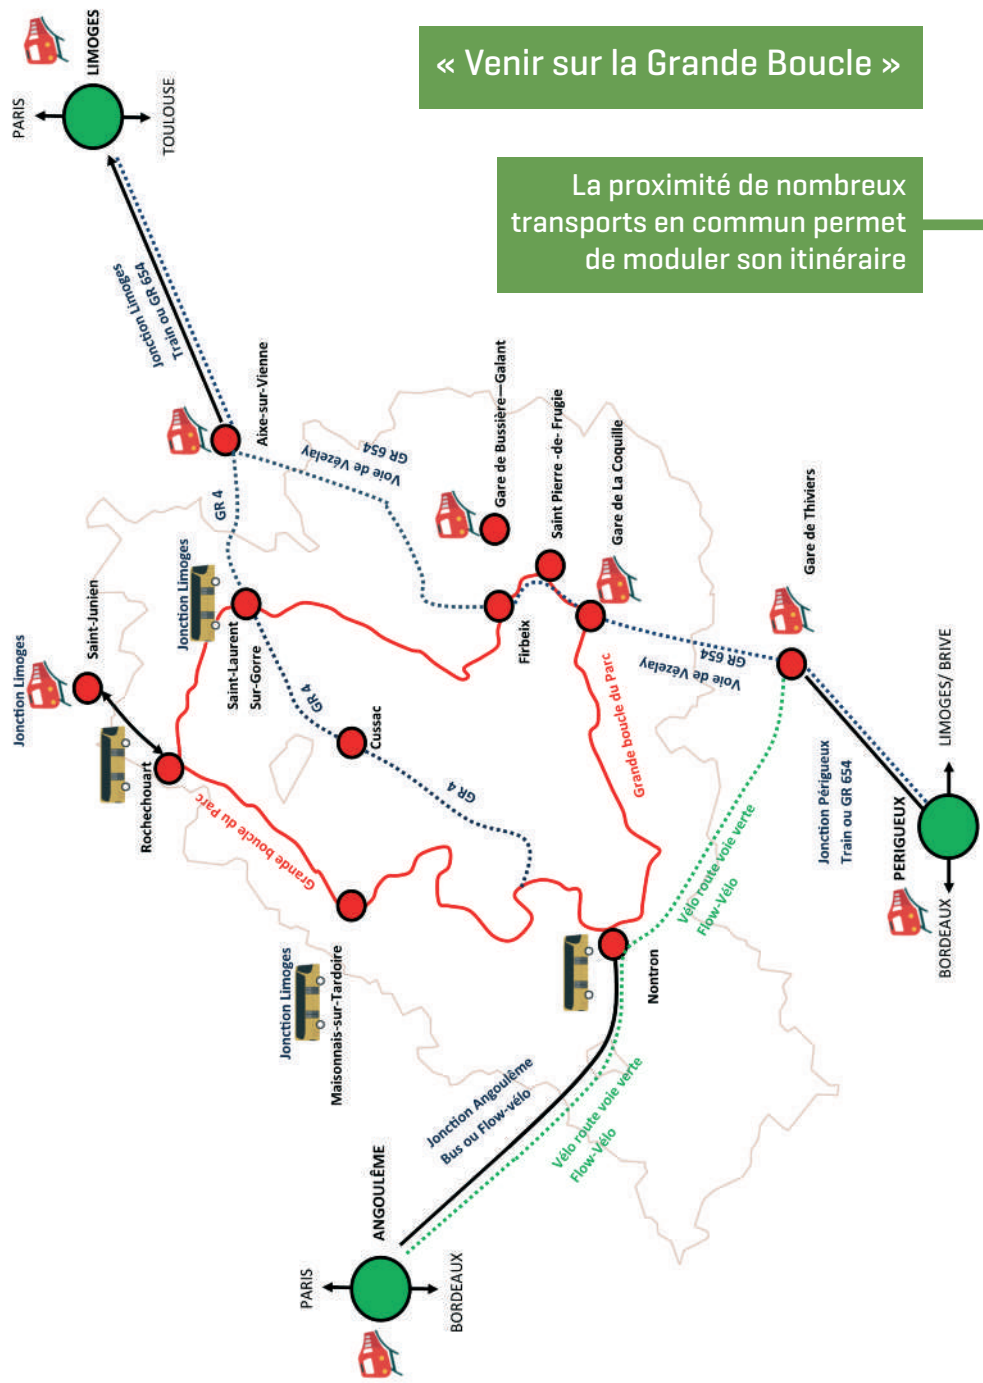 « Venir sur la Grande Boucle »
La proximité de nombreux
transports en commun permet
de moduler son itinéraire
PARIS
LIMOGES
TOULOUSE
Jonction Limoges
Train ou GR 654
Aixe-sur-Vienne
GR 4
Voie de Vézelay
GR 654
Gare de Bussière—Galant
Saint Pierre -de- Frugie
Gare de La Coquille
Firbeix
Jonction Limoges
Saint-Junien
Rochechouart
Jonction Limoges
Saint-Laurent
Sur-Gorre
GR 4
Cussac
GR 4
Grande boucle du Parc
Grande boucle du Parc
Jonction Limoges
Maisonnais-sur-Tardoire
Voie de Vézelay
GR 654
Gare de Thiviers
Vélo route voie verte
Flow-Vélo
Jonction Périgueux
Train ou GR 654
LIMOGES/ BRIVE
PERIGUEUX
BORDEAUX
Nontron
Jonction Angoulême
Bus ou Flow-vélo
Vélo route voie verte
Flow-Vélo
PARIS
ANGOULÊME
BORDEAUX